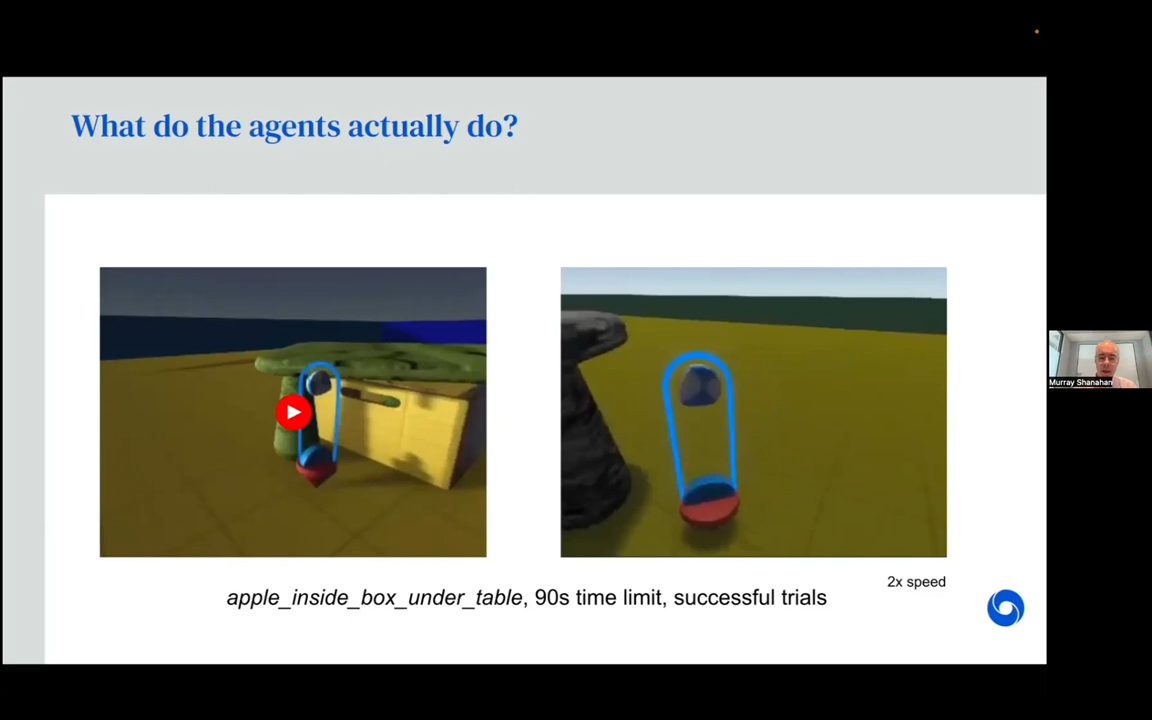 What do the agents actually do?
Murray Shanahan
2x speed
apple_inside_box_under_table, 90s time limit, successful trials